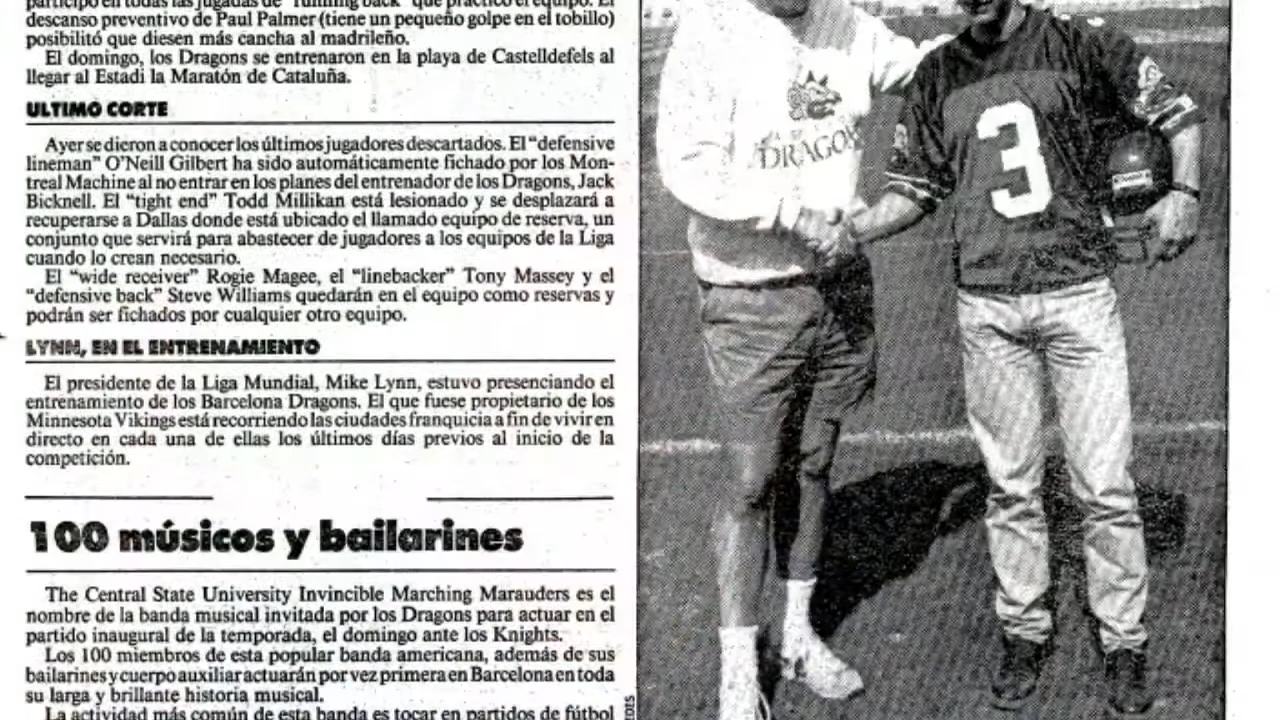 participó en todas las jugadas de "running back" que practicó el equipo. El
descanso preventivo de Paul Palmer (tiene un pequeño golpe en el tobillo)
posibilitó que diesen más cancha al madrileño.
El domingo, los Dragons se entrenaron en la playa de Castelldefels al
llegar al Estadi la Maratón de Cataluña.
ULTIMO CORTE
Ayer se dieron a conocer los últimos jugadores descartados. El "defensive
lineman" O'Neill Gilbert ha sido automáticamente fichado por los Mon-
treal Machine al no entrar en los planes del entrenador de los Dragons, Jack
Bicknell. El "tight end" Todd Millikan está lesionado y se desplazará a
recuperarse a Dallas donde está ubicado el llamado equipo de reserva, un
conjunto que servirá para abastecer de jugadores a los equipos de la Liga
cuando lo crean necesario.
El "wide receiver" Rogie Magee, el "linebacker" Tony Massey y el
"defensive back" Steve Williams quedarán en el equipo como reservas y
podrán ser fichados por cualquier otro equipo.
LYNN, EN EL ENTRENAMIENTO
El presidente de la Liga Mundial, Mike Lynn, estuvo presenciando el
entrenamiento de los Barcelona Dragons. El que fuese propietario de los
Minnesota Vikings está recorriendo las ciudades franquicia a fin de vivir en
directo en cada una de ellas los últimos días previos al inicio de la
competición.
100 músicos y bailarines
The Central State University Invincible Marching Marauders es el
nombre de la banda musical invitada por los Dragons para actuar en el
partido inaugural de la temporada, el domingo ante los Knights.
Los 100 miembros de esta popular banda americana, además de sus
bailarines y cuerpo auxiliar actuarán por vez primera en Barcelona en toda
su larga y brillante historia musical.
La actividad más común de esta banda es tocar en partidos de fútbol
DRAGONS
3